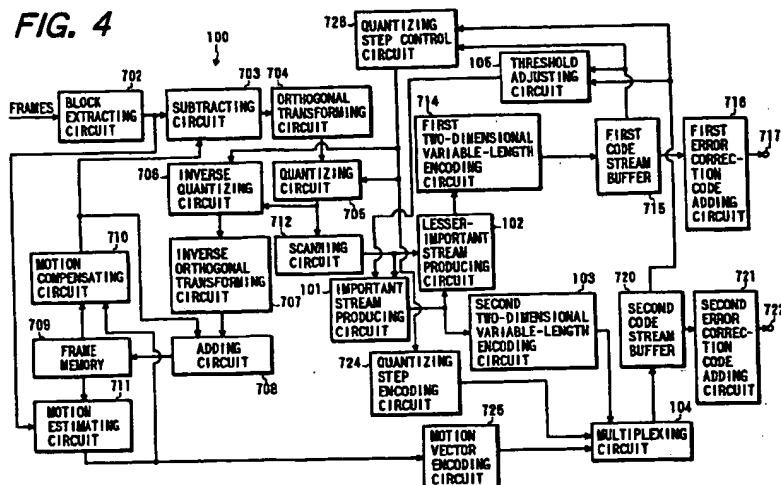 FIG. 4
100
726
QUANTIZING
STEP CONTROL
CIRCUIT
105
THRESHOLD
ADJUSTING
CIRCUIT
FRAMES
702
BLOCK
EXTRACTING
CIRCUIT
703
SUBTRACTING
CIRCUIT
704
ORTHOGONAL
TRANSFORMING
CIRCUIT
714
FIRST
TWO-DIMENSIONAL
VARIABLE-LENGTH
ENCODING
CIRCUIT
FIRST
CODE
STREAM
BUFFER
715
716
FIRST
ERROR
CORREC-
TION
CODE
ADDING
CIRCUIT
717
706
INVERSE
QUANTIZING
CIRCUIT
QUANTIZING
CIRCUIT
705
712
SCANNING
CIRCUIT
102
LESSER-
IMPORTANT
STREAM
PRODUCING
CIRCUIT
710
MOTION
COMPENSATING
CIRCUIT
INVERSE
ORTHOGONAL
TRANSFORMING
CIRCUIT
707
101
IMPORTANT
STREAM
PRODUCING
CIRCUIT
103
SECOND
TWO-DIMENSIONAL
VARIABLE-LENGTH
ENCODING
CIRCUIT
720
SECOND
CODE
STREAM
BUFFER
721
SECOND
ERROR
CORREC-
TION
CODE
ADDING
CIRCUIT
722
709
FRAME
MEMORY
ADDING
CIRCUIT
708
724
QUANTIZING
STEP
ENCODING
CIRCUIT
711
MOTION
ESTIMATING
CIRCUIT
725
MOTION
VECTOR
ENCODING
CIRCUIT
104
MULTIPLEXING
CIRCUIT